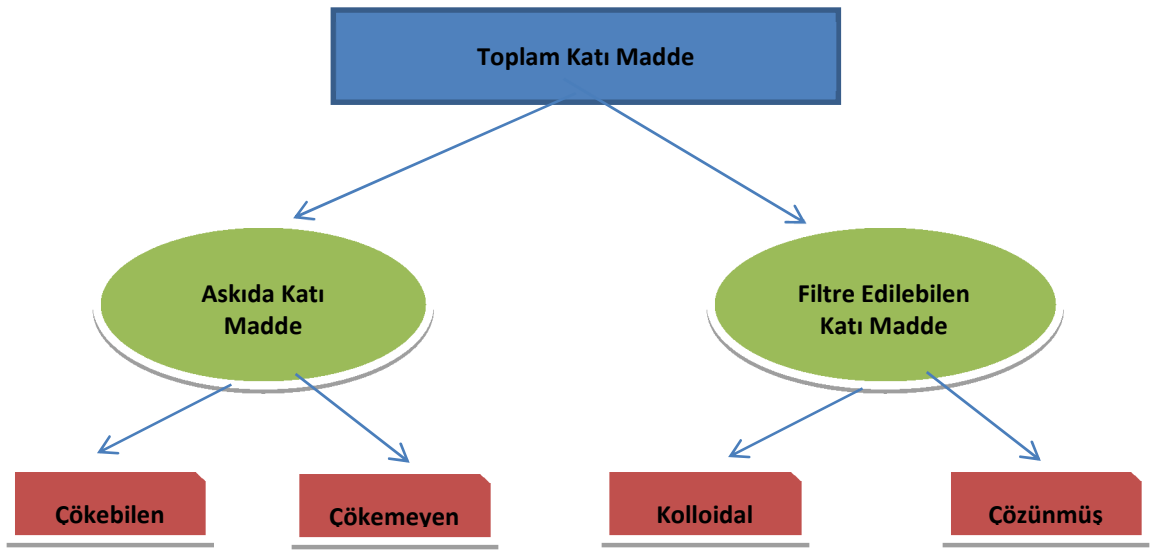 Toplam Katı Madde
Askıda Katı
Madde
Filtre Edilebilen
Katı Madde
Çökebilen
Çökemeyen
Kolloidal
Çözünmüş